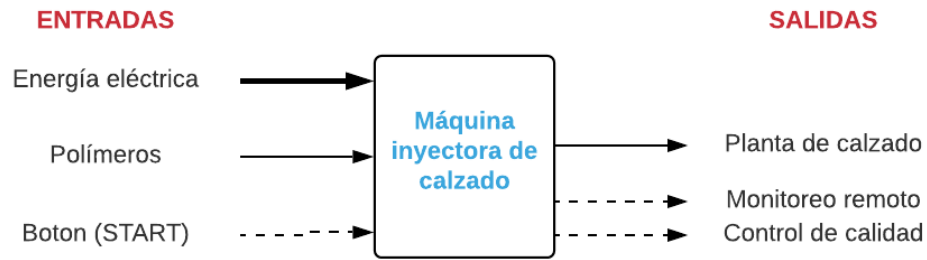 ENTRADAS
SALIDAS
Energía eléctrica
Polímeros
Boton (START)
Máquina
inyectora de
calzado
Planta de calzado
Monitoreo remoto
Control de calidad